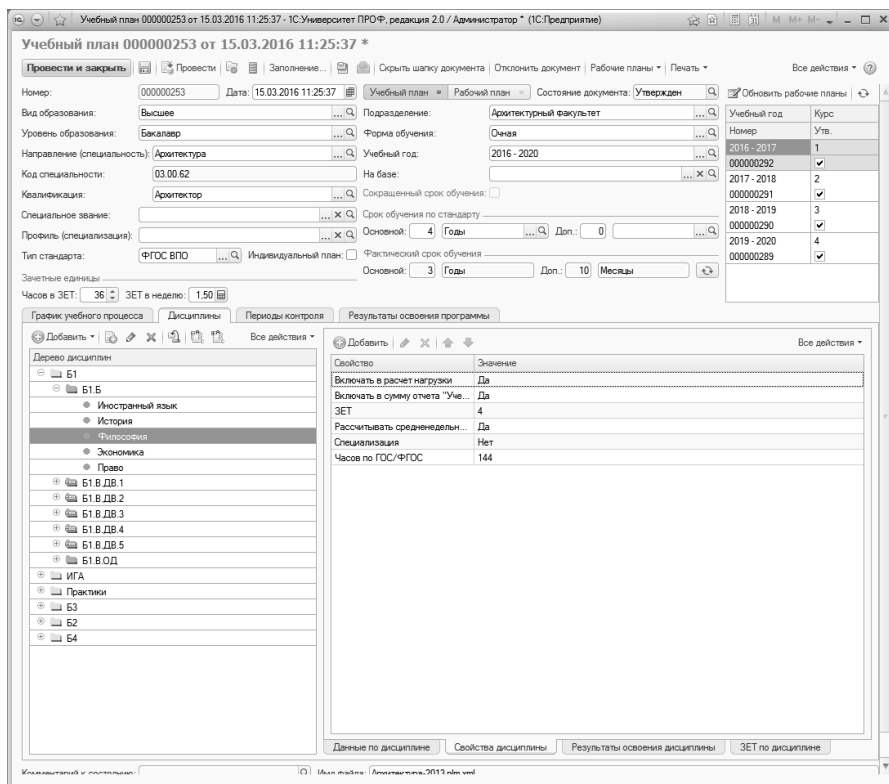 Учебный план 000000253 от 15.03.2016 11:25:37 - 1С:Университет ПРОФ, редакция 2.0 / Администратор * (1С:Предприятие) M M+ M-
Учебный план 000000253 от 15.03.2016 11:25:37 *
Провести и закрыть Провести Заполнение... Скрыть шапку документа Отклонить документ Рабочие планы Печать Все действия
Номер: 000000253 Дата: 15.03.2016 11:25:37 Учебный план Рабочий план Состояние документа: Утвержден Обновить рабочие планы
Вид образования: Высшее Подразделение: Архитектурный факультет Учебный год Курс
Уровень образования: Бакалавр Форма обучения: Очная Номер Утв.
Направление (специальность): Архитектура Учебный год: 2016 - 2020 2016 - 2017 1
000000292
Код специальности: 03.00.62 На базе: 2017 - 2018 2
Квалификация: Архитектор Сокращенный срок обучения: 000000291
Специальное звание: Срок обучения по стандарту 2018 - 2019 3
Профиль (специализация): Основной: 4 Годы Доп.: 0 000000290
2019 - 2020 4
Тип стандарта: ФГОС ВПО Индивидуальный план: Фактический срок обучения 000000289
Зачетные единицы Основной: 3 Годы Доп.: 10 Месяцы
Часов в ЗЕТ: 36 ЗЕТ в неделю: 1,50
График учебного процесса Дисциплины Периоды контроля Результаты освоения программы
Добавить Все действия Добавить Все действия
Дерево дисциплин Свойство Значение
Б1 Включать в расчет нагрузки Да
Б1.Б Включать в сумму отчета "Уче... Да
Иностранный язык ЗЕТ 4
История Рассчитывать средненедельн... Да
Философия Специализация Нет
Экономика Часов по ГОС/ФГОС 144
Право
Б1.В.ДВ.1
Б1.В.ДВ.2
Б1.В.ДВ.3
Б1.В.ДВ.4
Б1.В.ДВ.5
Б1.В.ОД
ИГА
Практики
Б3
Б2
Б4
Данные по дисциплине Свойства дисциплины Результаты освоения дисциплины ЗЕТ по дисциплине
Комментарий к состоянию: Имя файла: Архитектура-2013.plm.xml